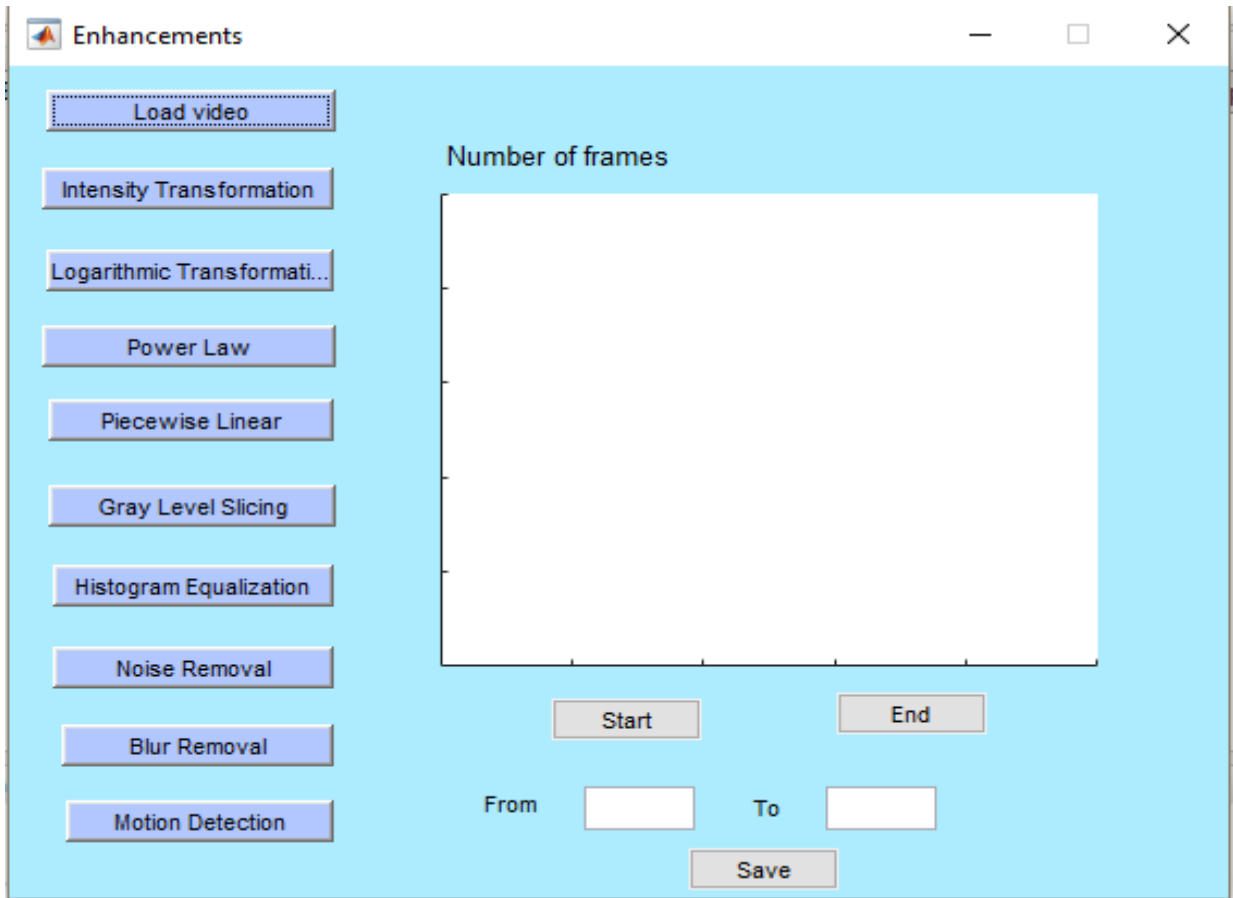 Enhancements
Load video
Number of frames
Intensity Transformation
Logarithmic Transformati...
Power Law
Piecewise Linear
Gray Level Slicing
Histogram Equalization
Noise Removal
Blur Removal
Motion Detection
Start
End
From
To
Save